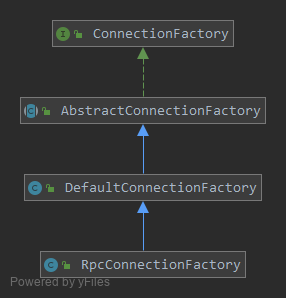 I ConnectionFactory
C AbstractConnectionFactory
C DefaultConnectionFactory
C RpcConnectionFactory
Powered by yFiles